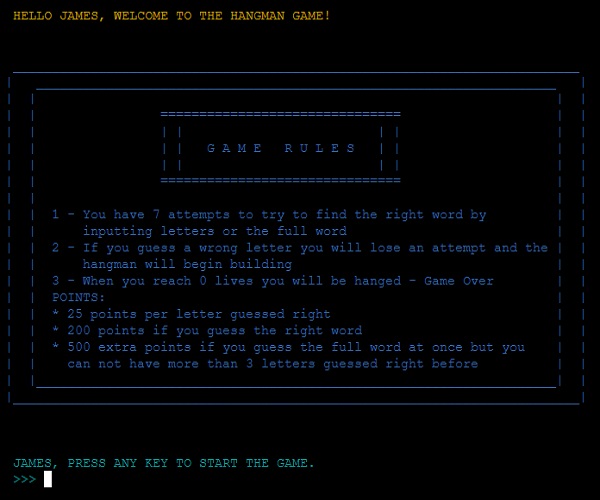 HELLO JAMES, WELCOME TO THE HANGMAN GAME!
G A M E   R U L E S
1 - You have 7 attempts to try to find the right word by
inputting letters or the full word
2 - If you guess a wrong letter you will lose an attempt and the
hangman will begin building
3 - When you reach 0 lives you will be hanged - Game Over
POINTS:
* 25 points per letter guessed right
* 200 points if you guess the right word
* 500 extra points if you guess the full word at once but you
can not have more than 3 letters guessed right before
JAMES, PRESS ANY KEY TO START THE GAME.
>>>